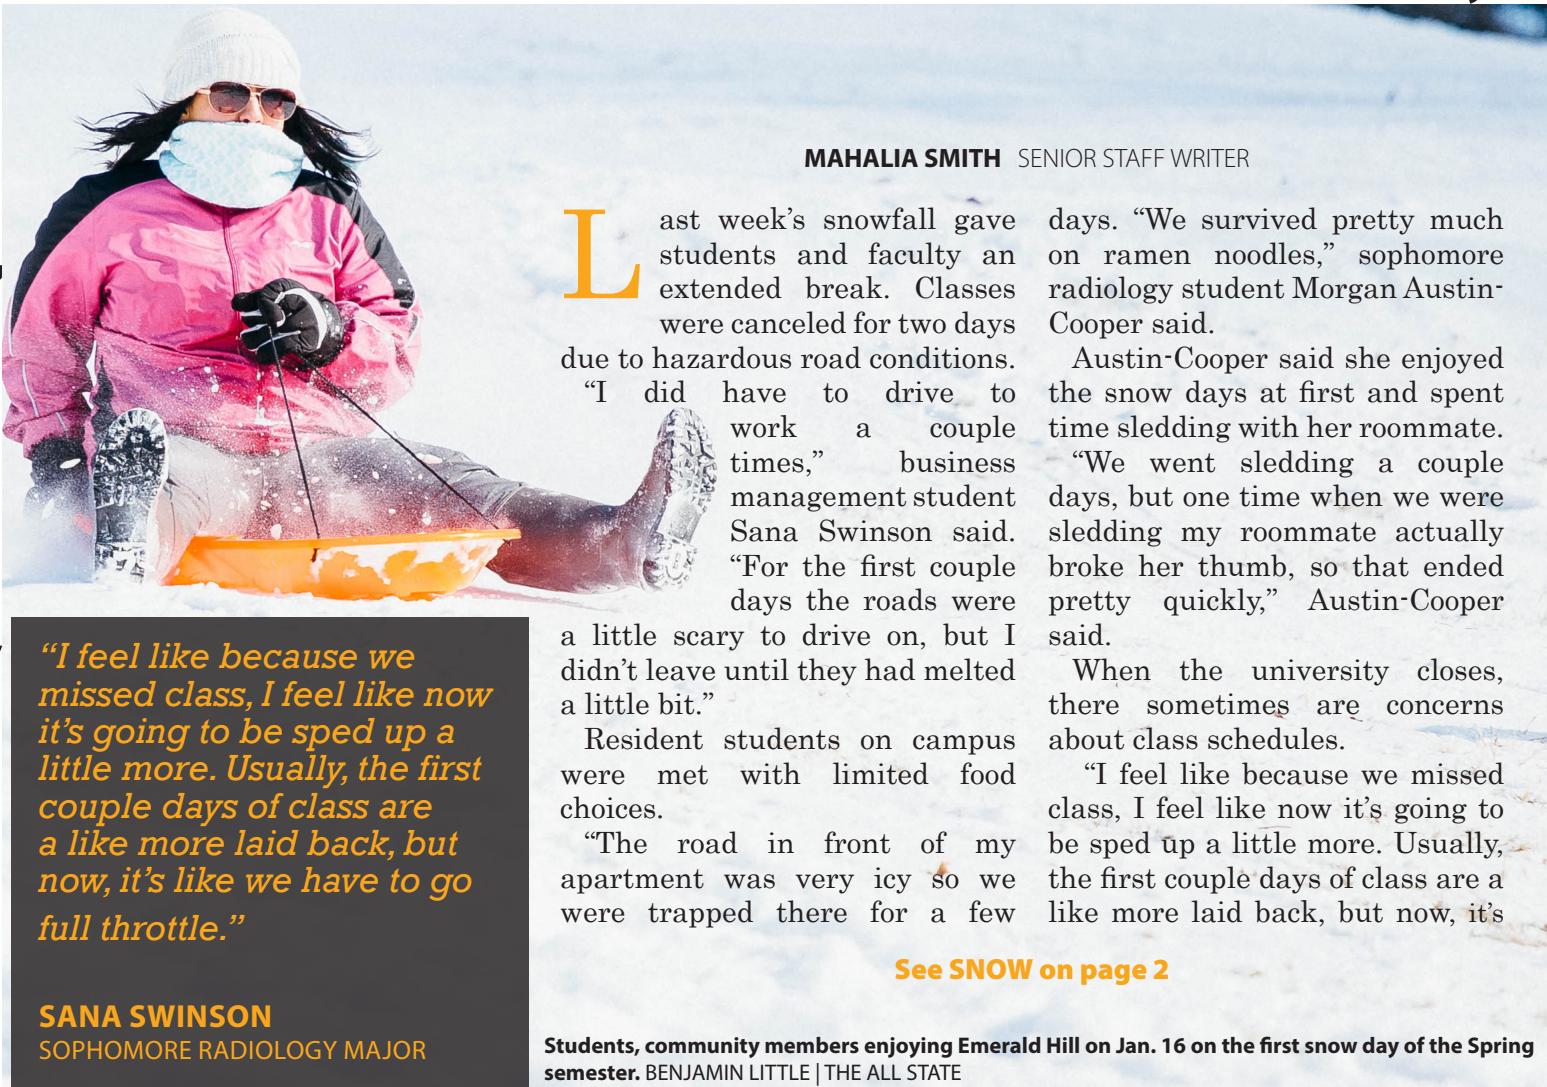 MAHALIA SMITH SENIOR STAFF WRITER
Last week’s snowfall gave
students and faculty an
extended break. Classes
were canceled for two days
due to hazardous road conditions.
“I did have to drive to
work a couple
times,” business
management student
Sana Swinson said.
“For the first couple
days the roads were
a little scary to drive on, but I
didn’t leave until they had melted
a little bit.”
Resident students on campus
were met with limited food
choices.
“The road in front of my
apartment was very icy so we
were trapped there for a few
days. “We survived pretty much
on ramen noodles,” sophomore
radiology student Morgan Austin-
Cooper said.
Austin-Cooper said she enjoyed
the snow days at first and spent
time sledding with her roommate.
“We went sledding a couple
days, but one time when we were
sledding my roommate actually
broke her thumb, so that ended
pretty quickly,” Austin-Cooper
said.
When the university closes,
there sometimes are concerns
about class schedules.
“I feel like because we missed
class, I feel like now it’s going to
be sped up a little more. Usually,
the first couple days of class are a
like more laid back, but now, it’s
See SNOW on page 2
“I feel like because we
missed class, I feel like now
it’s going to be sped up a
little more. Usually, the first
couple days of class are
a like more laid back, but
now, it’s like we have to go
full throttle.”
SANA SWINSON
SOPHOMORE RADIOLOGY MAJOR
Students, community members enjoying Emerald Hill on Jan. 16 on the first snow day of the Spring
semester. BENJAMIN LITTLE | THE ALL STATE